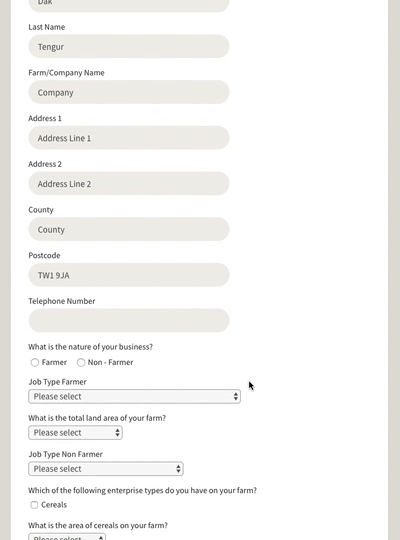 Dak
Last Name
Tengur
Farm/Company Name
Company
Address 1
Address Line 1
Address 2
Address Line 2
County
County
Postcode
TW1 9JA
Telephone Number
What is the nature of your business?
Farmer Non - Farmer
Job Type Farmer
Please select
What is the total land area of your farm?
Please select
Job Type Non Farmer
Please select
Which of the following enterprise types do you have on your farm?
Cereals
What is the area of cereals on your farm?
Please select